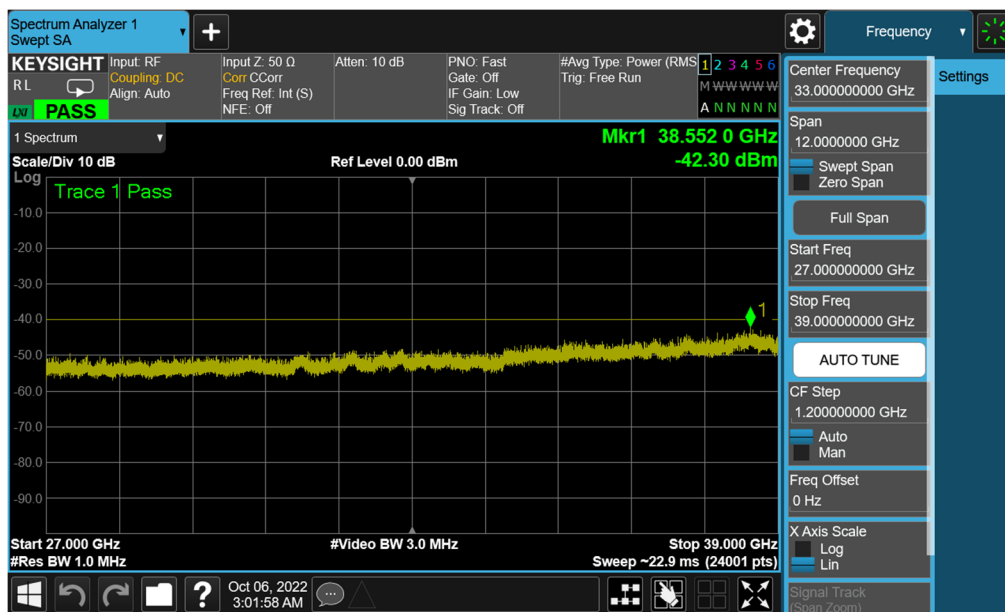 Spectrum Analyzer 1
Swept SA
+
Frequency
KEYSIGHT
R L
LXI
PASS
Input: RF
Coupling: DC
Align: Auto
Input Z: 50 Ω
Corr CCorr
Freq Ref: Int (S)
NFE: Off
Atten: 10 dB
PNO: Fast
Gate: Off
IF Gain: Low
Sig Track: Off
#Avg Type: Power (RMS
Trig: Free Run
1 2 3 4 5 6
M W W W W W
A N N N N N
1 Spectrum
Scale/Div 10 dB
Log
Ref Level 0.00 dBm
Mkr1 38.552 0 GHz
-42.30 dBm
Trace 1 Pass
-10.0
-20.0
-30.0
-40.0
-50.0
-60.0
-70.0
-80.0
-90.0
1
Start 27.000 GHz
#Res BW 1.0 MHz
#Video BW 3.0 MHz
Stop 39.000 GHz
Sweep ~22.9 ms (24001 pts)
?
Oct 06, 2022
3:01:58 AM
Center Frequency
33.000000000 GHz
Span
12.0000000 GHz
Swept Span
Zero Span
Full Span
Start Freq
27.000000000 GHz
Stop Freq
39.000000000 GHz
AUTO TUNE
CF Step
1.200000000 GHz
Auto
Man
Freq Offset
0 Hz
X Axis Scale
Log
Lin
Signal Track
(Span Zoom)
Settings